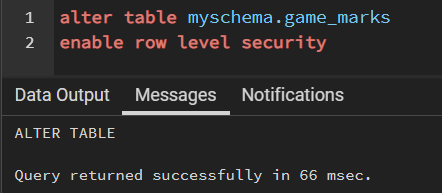 1 alter table myschema.game_marks
2 enable row level security
Data Output Messages Notifications
ALTER TABLE
Query returned successfully in 66 msec.